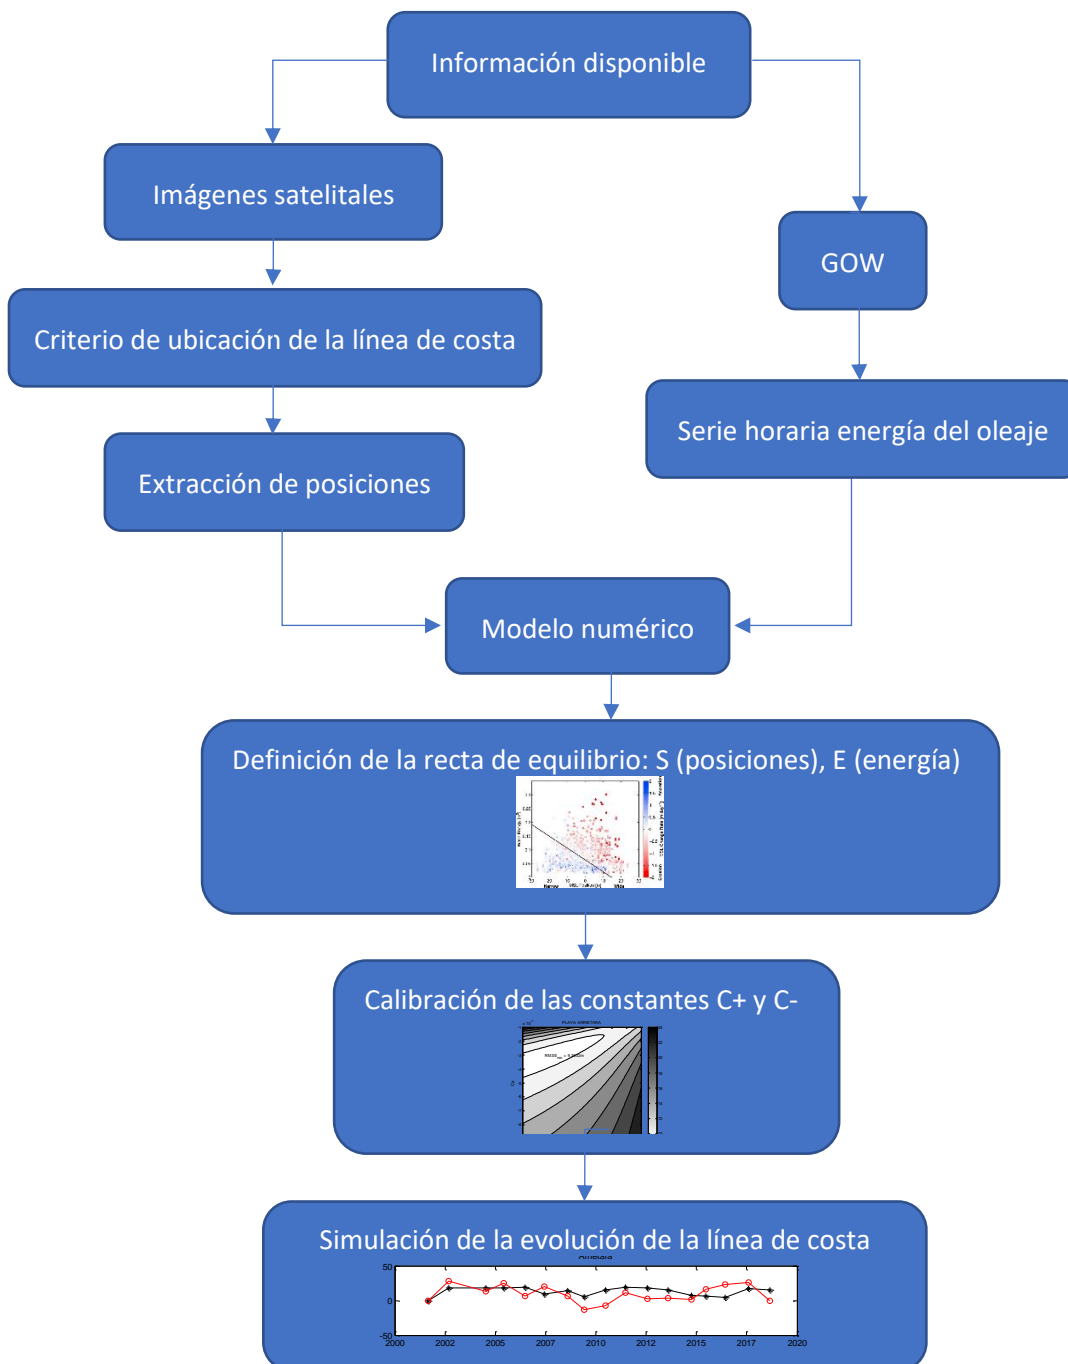 Información disponible
Imágenes satelitales
GOW
Criterio de ubicación de la línea de costa
Serie horaria energía del oleaje
Extracción de posiciones
Modelo numérico
Definición de la recta de equilibrio: S (posiciones), E (energía)
Calibración de las constantes C+ y C-
Simulación de la evolución de la línea de costa
50
0
-50
2000 2002 2005 2007 2010 2012 2015 2017 2020